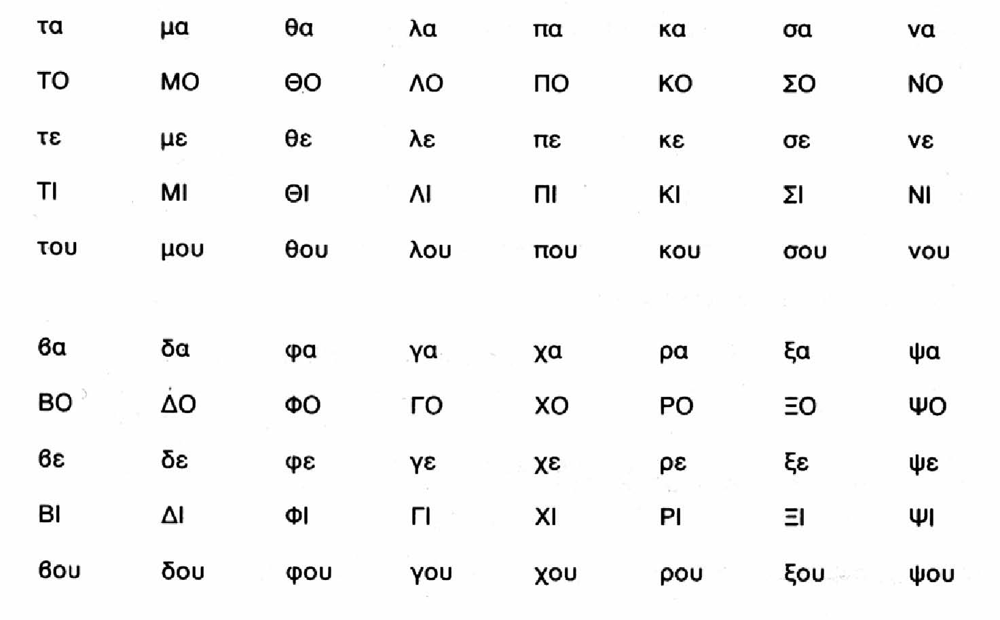 τα μα θα λα πα κα σα να
ΤΟ ΜΟ ΘΟ ΛΟ ΠΟ ΚΟ ΣΟ ΝΟ
τε με θε λε πε κε σε νε
ΤΙ ΜΙ ΘΙ ΛΙ ΠΙ ΚΙ ΣΙ ΝΙ
του μου θου λου που κου σου νου
βα δα φα γα χα ρα ξα ψα
ΒΟ ΔΟ ΦΟ ΓΟ ΧΟ ΡΟ ΞΟ ΨΟ
βε δε φε γε χε ρε ξε ψε
ΒΙ ΔΙ ΦΙ ΓΙ ΧΙ ΡΙ ΞΙ ΨΙ
βου δου φου γου χου ρου ξου ψου